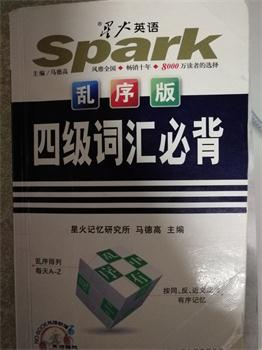 星火英语
Spark
风靡全国◆畅销十年◆8000万读者的选择
主编/马德高
乱序版
四级词汇必背
星火记忆研究所 马德高 主编
乱序排列
每天A-Z
按同、反、近义
有序记忆